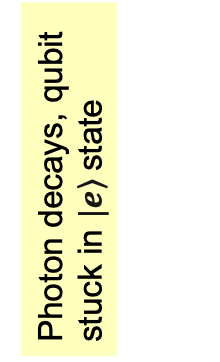 Photon decays, qubit
stuck in |e⟩ state